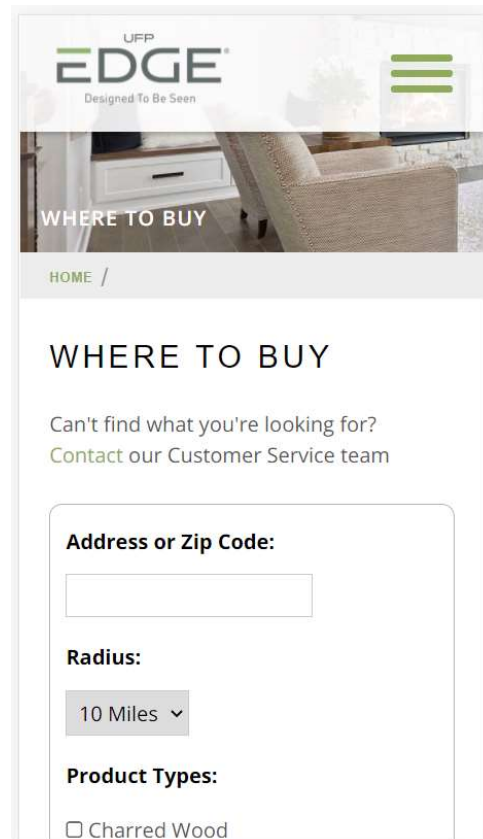 UFP
EDGE®
Designed To Be Seen
WHERE TO BUY
HOME /
WHERE TO BUY
Can't find what you're looking for?
Contact our Customer Service team
Address or Zip Code:
Radius:
10 Miles
Product Types:
Charred Wood